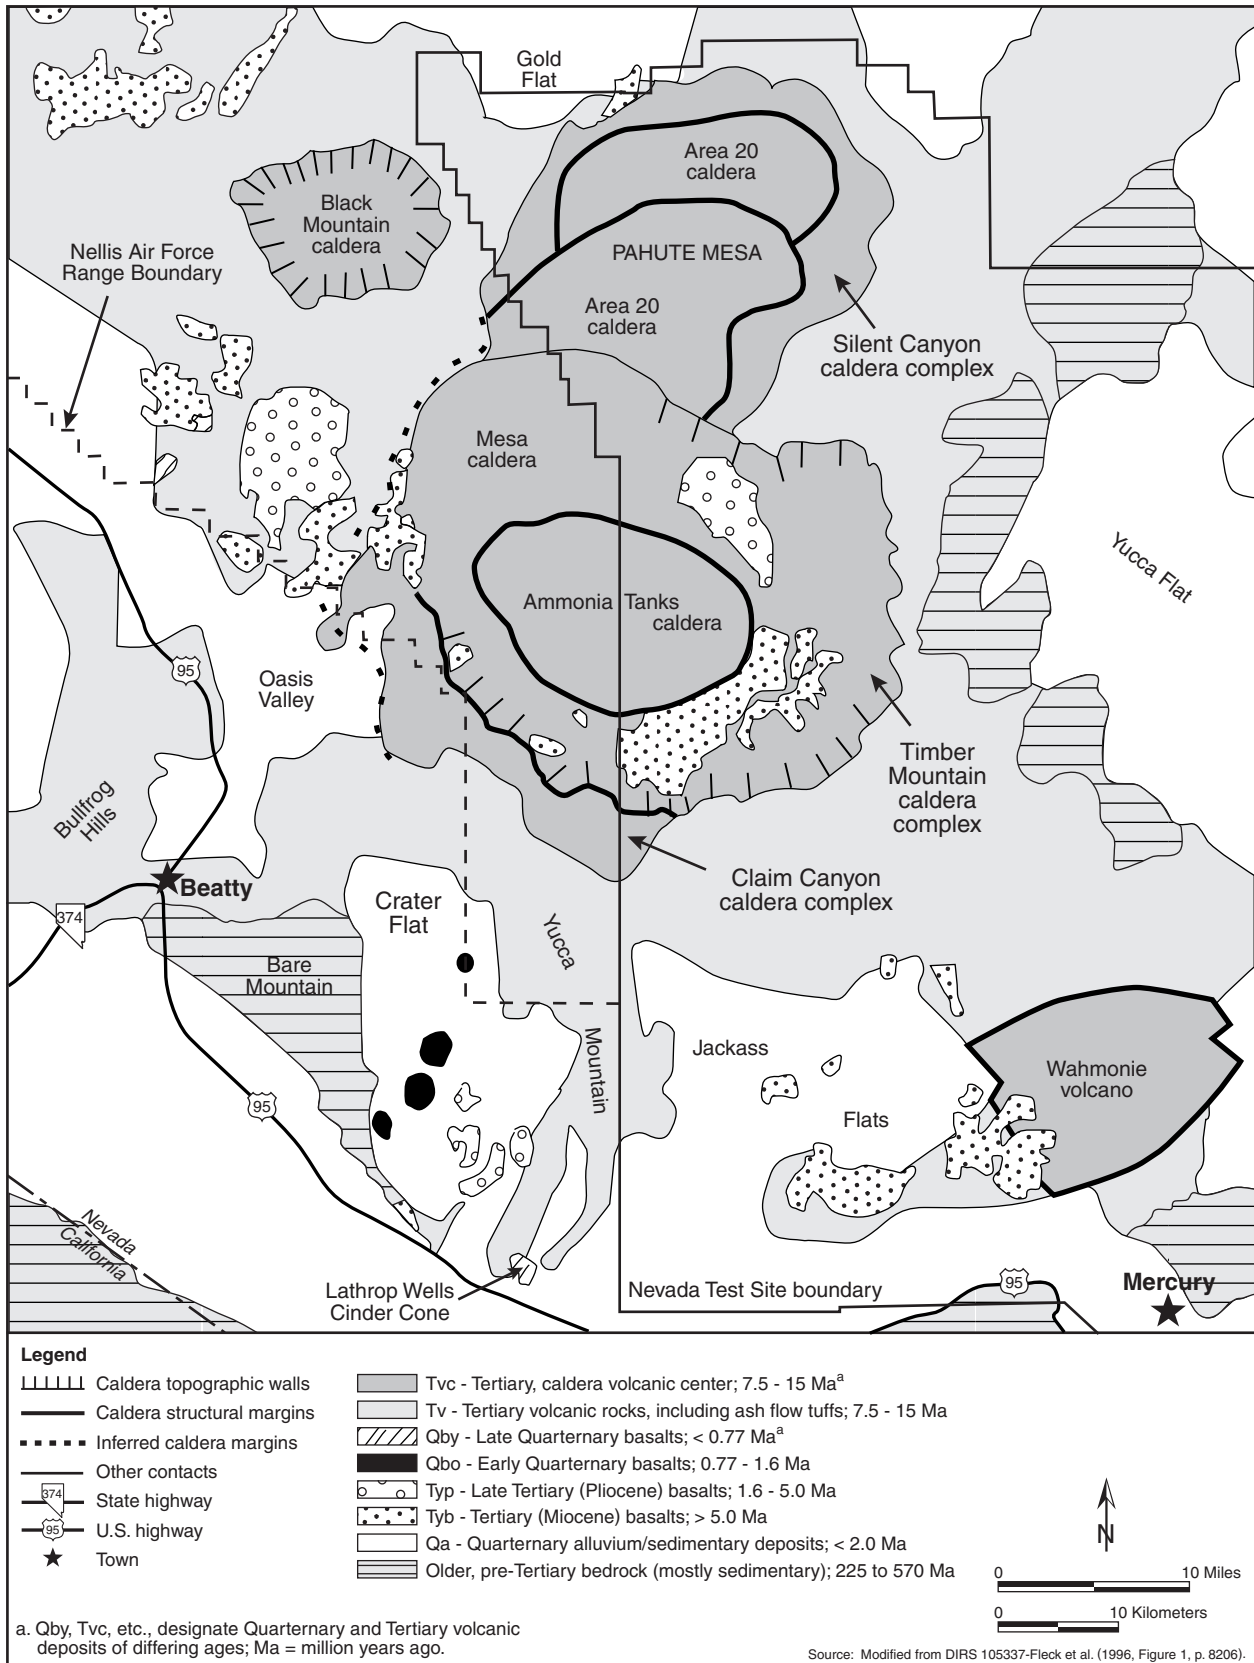 Gold
Flat
Area 20
caldera
Black
Mountain
caldera
Nellis Air Force
Range Boundary
PAHUTE MESA
Area 20
caldera
Silent Canyon
caldera complex
Mesa
caldera
Yucca Flat
Ammonia Tanks
caldera
95
Oasis
Valley
Timber
Mountain
caldera
complex
Bullfrog
Hills
Beatty
Claim Canyon
caldera complex
Crater
Flat
374
Yucca
Mountain
Bare
Mountain
Jackass
Flats
Wahmonie
volcano
95
Nevada
California
Lathrop Wells
Cinder Cone
Nevada Test Site boundary
95
Mercury
Legend
Caldera topographic walls
Caldera structural margins
Inferred caldera margins
Other contacts
374 State highway
95 U.S. highway
Town
Tvc - Tertiary, caldera volcanic center; 7.5 - 15 Maa
Tv - Tertiary volcanic rocks, including ash flow tuffs; 7.5 - 15 Ma
Qby - Late Quarternary basalts; < 0.77 Maa
Qbo - Early Quarternary basalts; 0.77 - 1.6 Ma
Typ - Late Tertiary (Pliocene) basalts; 1.6 - 5.0 Ma
Tyb - Tertiary (Miocene) basalts; > 5.0 Ma
Qa - Quarternary alluvium/sedimentary deposits; < 2.0 Ma
Older, pre-Tertiary bedrock (mostly sedimentary); 225 to 570 Ma
N
0 10 Miles
0 10 Kilometers
a. Qby, Tvc, etc., designate Quarternary and Tertiary volcanic
deposits of differing ages; Ma = million years ago.
Source: Modified from DIRS 105337-Fleck et al. (1996, Figure 1, p. 8206).